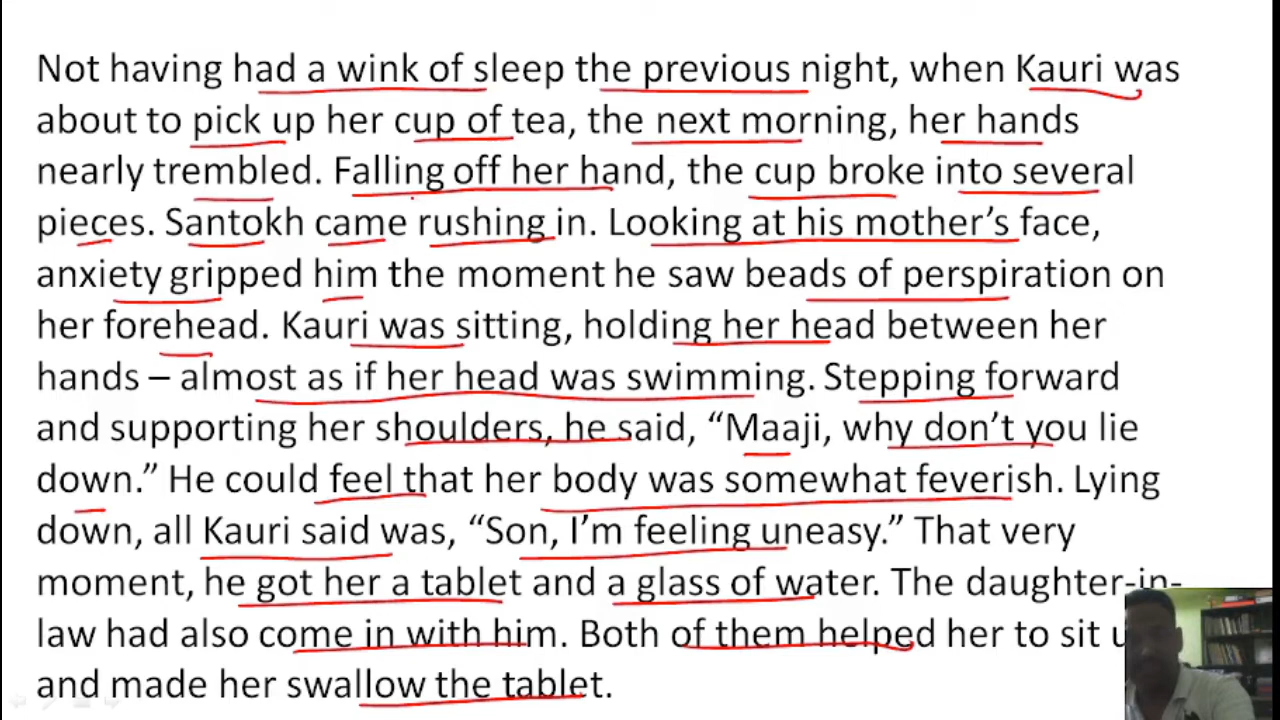 Not having had a wink of sleep the previous night, when Kauri was
about to pick up her cup of tea, the next morning, her hands
nearly trembled. Falling off her hand, the cup broke into several
pieces. Santokh came rushing in. Looking at his mother’s face,
anxiety gripped him the moment he saw beads of perspiration on
her forehead. Kauri was sitting, holding her head between her
hands – almost as if her head was swimming. Stepping forward
and supporting her shoulders, he said, “Maaji, why don’t you lie
down.” He could feel that her body was somewhat feverish. Lying
down, all Kauri said was, “Son, I’m feeling uneasy.” That very
moment, he got her a tablet and a glass of water. The daughter-in-
law had also come in with him. Both of them helped her to sit
and made her swallow the tablet.